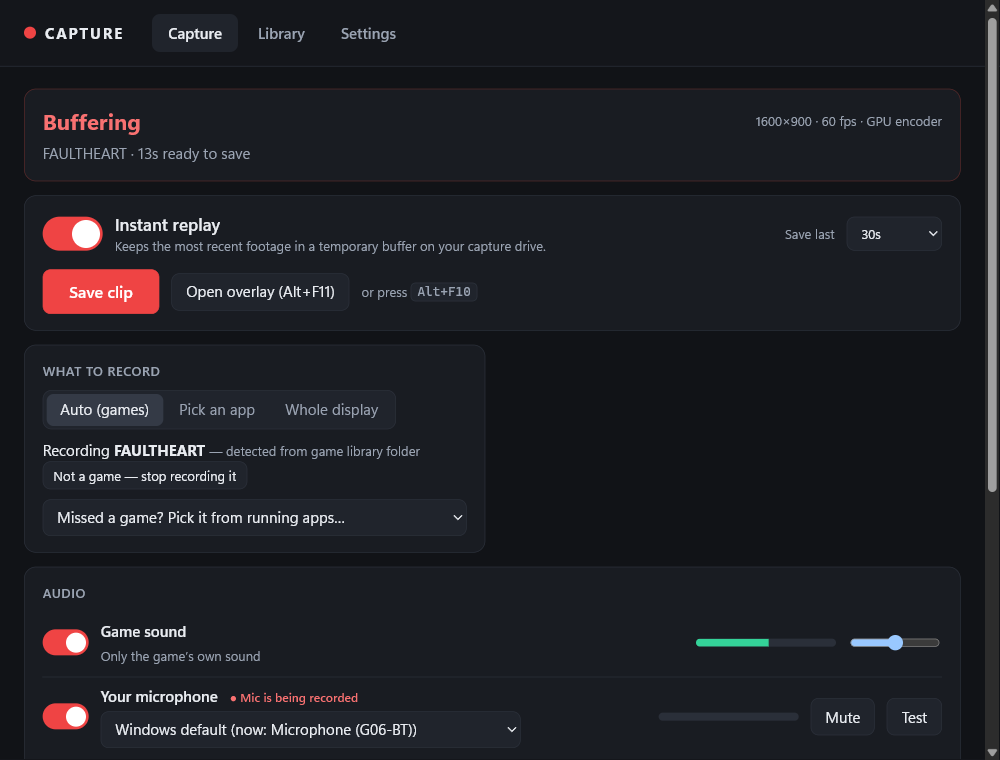 CAPTURE
Capture
Library
Settings
Buffering
1600×900 · 60 fps · GPU encoder
FAULTHEART · 13s ready to save
Instant replay
Keeps the most recent footage in a temporary buffer on your capture drive.
Save last
30s
Save clip
Open overlay (Alt+F11)
or press Alt+F10
WHAT TO RECORD
Auto (games)
Pick an app
Whole display
Recording FAULTHEART — detected from game library folder
Not a game — stop recording it
Missed a game? Pick it from running apps...
AUDIO
Game sound
Only the game's own sound
Your microphone
Mic is being recorded
Windows default (now: Microphone (G06-BT))
Mute
Test